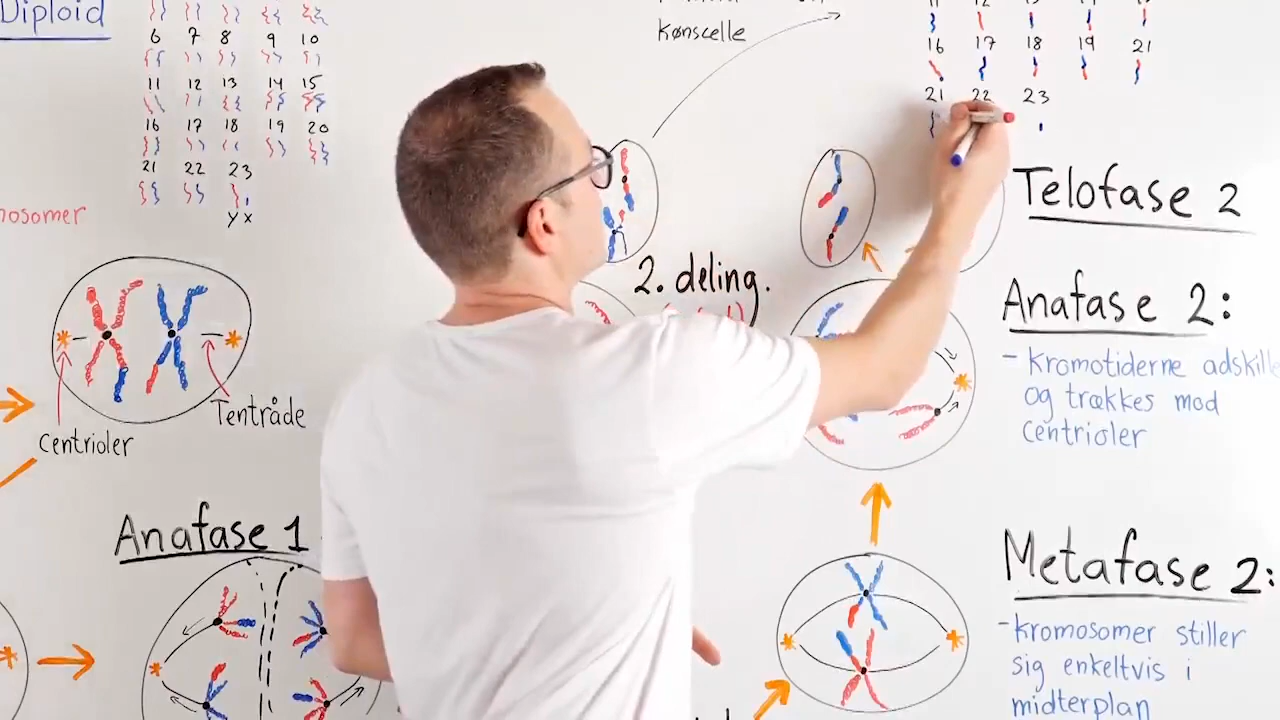 Diploid
6 7 8 9 10
11 12 13 14 15
16 17 18 19 20
21 22 23
y x
mosomer
kønscelle
16 17 18 19 21
21 22 23
Telofase 2
2. deling.
Anafase 2:
- kromotiderne adskille
og trækkes mod
centrioler
Tentråde
centrioler
Anafase 1
Metafase 2:
- kromosomer stiller
sig enkeltvis i
midterplan